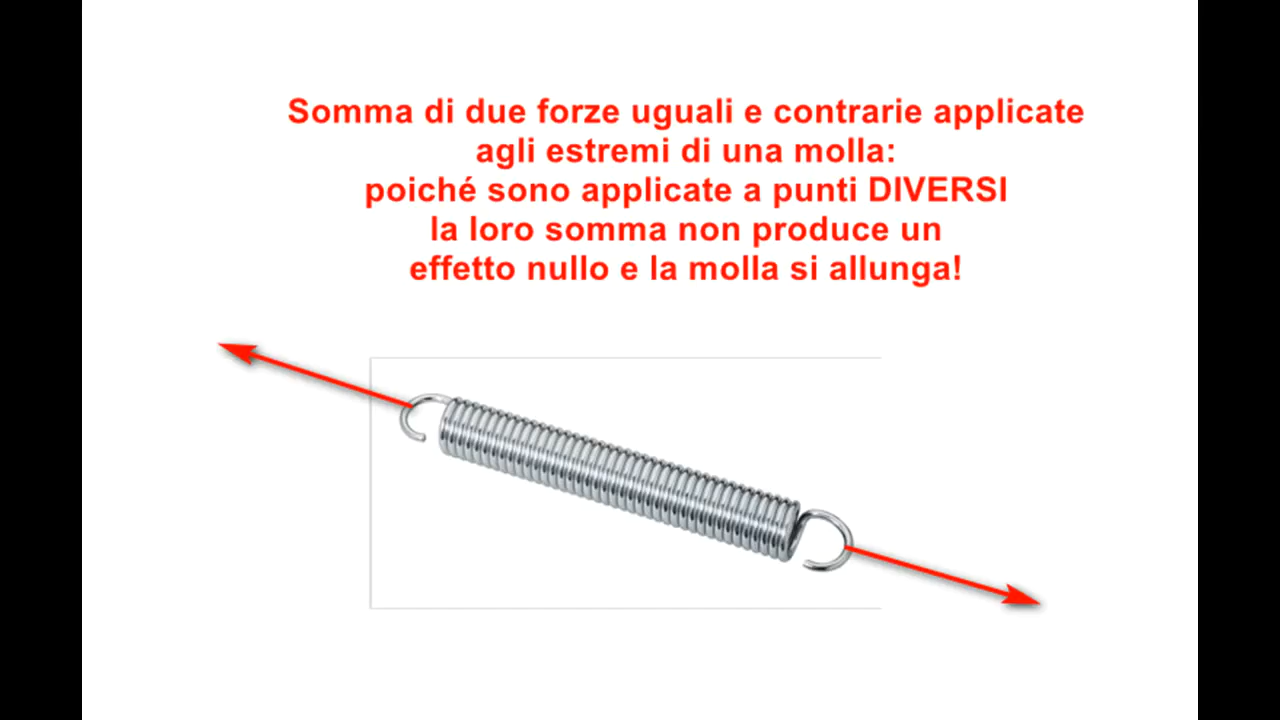 Somma di due forze uguali e contrarie applicate
agli estremi di una molla:
poiché sono applicate a punti DIVERSI
la loro somma non produce un
effetto nullo e la molla si allunga!